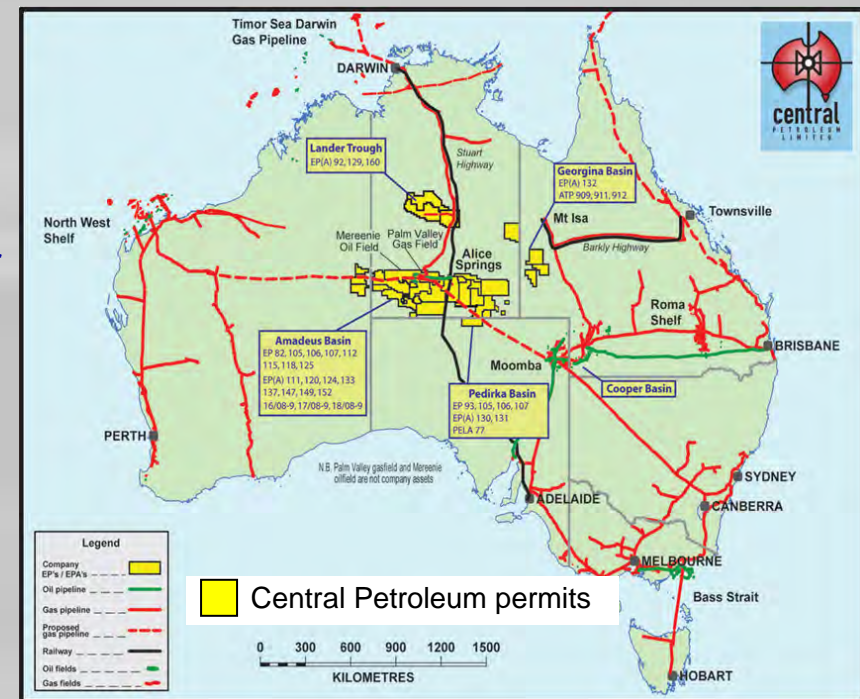 Timor Sea Darwin
Gas Pipeline
DARWIN
central
PETROLEUM
LIMITED
Lander Trough
EP(A) 92, 129, 160
Stuart
Highway
Georgina Basin
EP(A) 132
ATP 909, 911, 912
North West
Shelf
Mt Isa
Townsville
Mereenie
Oil Field
Palm Valley
Gas Field
Barkly Highway
Alice
Springs
Roma
Shelf
Amadeus Basin
EP 82, 105, 106, 107, 112
115, 118, 125
EP(A) 111, 120, 124, 133
137, 147, 149, 152
16/08-9, 17/08-9, 18/08-9
BRISBANE
Moomba
Cooper Basin
Pedirka Basin
EP 93, 105, 106, 107
EP(A) 130, 131
PELA 77
PERTH
N.B. Palm Valley gasfield and Mereenie
oilfield are not company assets
SYDNEY
ADELAIDE
CANBERRA
MELBOURNE
Bass Strait
HOBART
Legend
Company
EP's / EPA's
Oil pipeline
Gas pipeline
Proposed
gas pipeline
Railway
Oil fields
Gas fields
Central Petroleum permits
0 300 600 900 1200 1500
KILOMETRES